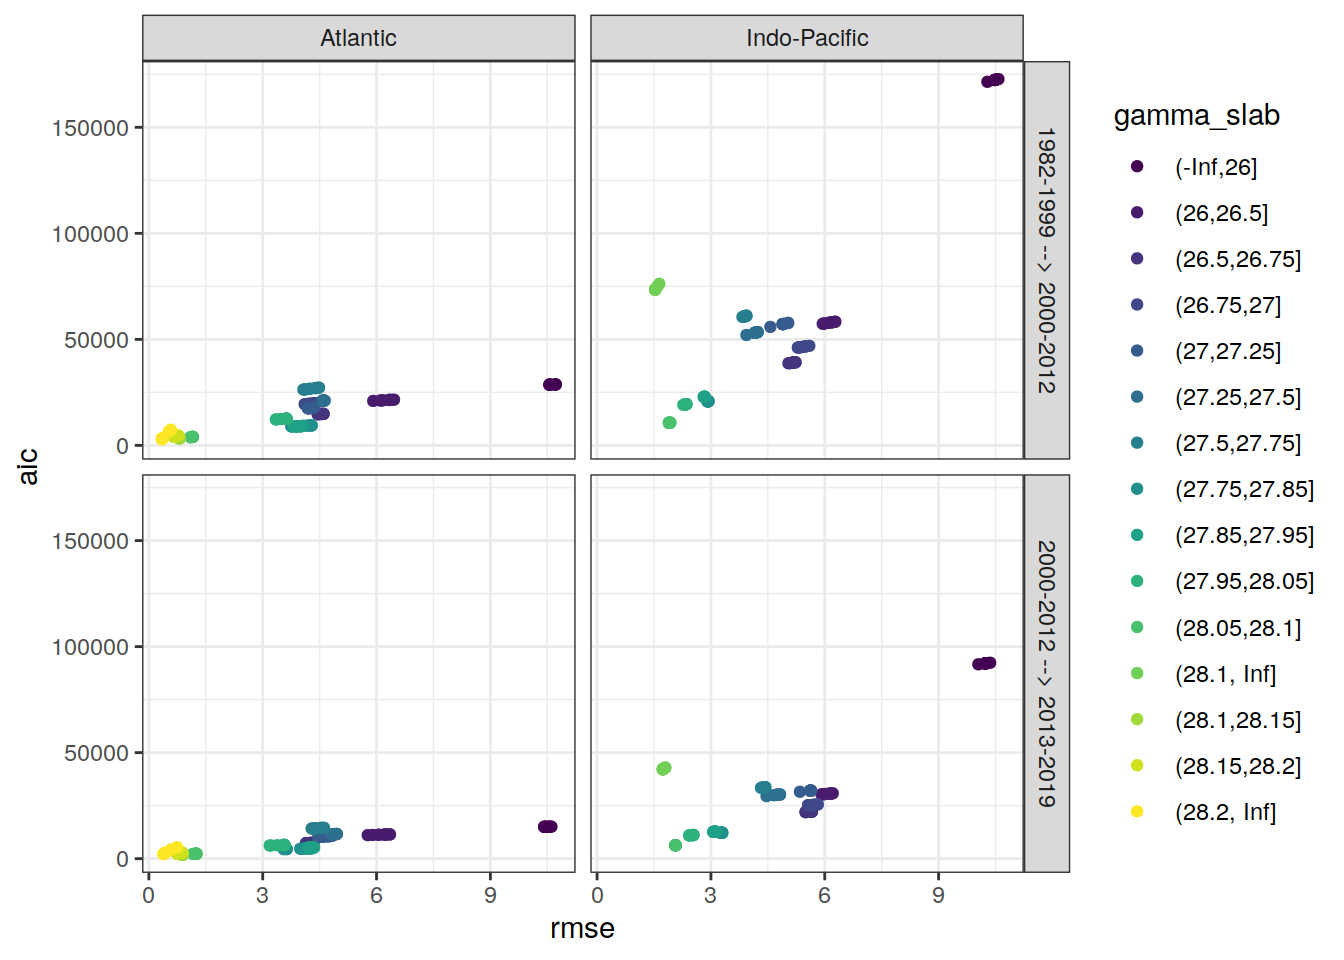 Atlantic
Indo-Pacific
150000
100000
50000
0
1982-1999 --> 2000-2012
150000
100000
50000
0
2000-2012 --> 2013-2019
0
3
6
9
0
3
6
9
rmse
aic
gamma_slab
(-Inf,26]
(26,26.5]
(26.5,26.75]
(26.75,27]
(27,27.25]
(27.25,27.5]
(27.5,27.75]
(27.75,27.85]
(27.85,27.95]
(27.95,28.05]
(28.05,28.1]
(28.1, Inf]
(28.1,28.15]
(28.15,28.2]
(28.2, Inf]